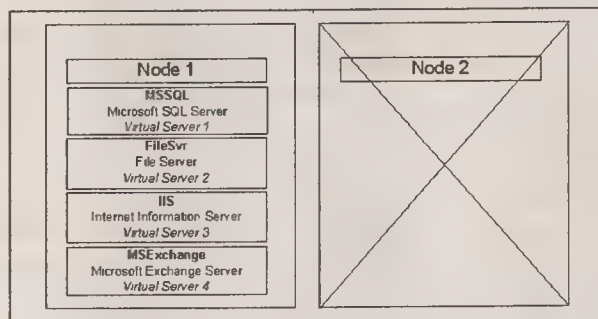 Node 1
MSSQL
Microsoft SQL Server
Virtual Server 1
FileSvr
File Server
Virtual Server 2
IIS
Internet Information Server
Virtual Server 3
MSExchange
Microsoft Exchange Server
Virtual Server 4
Node 2